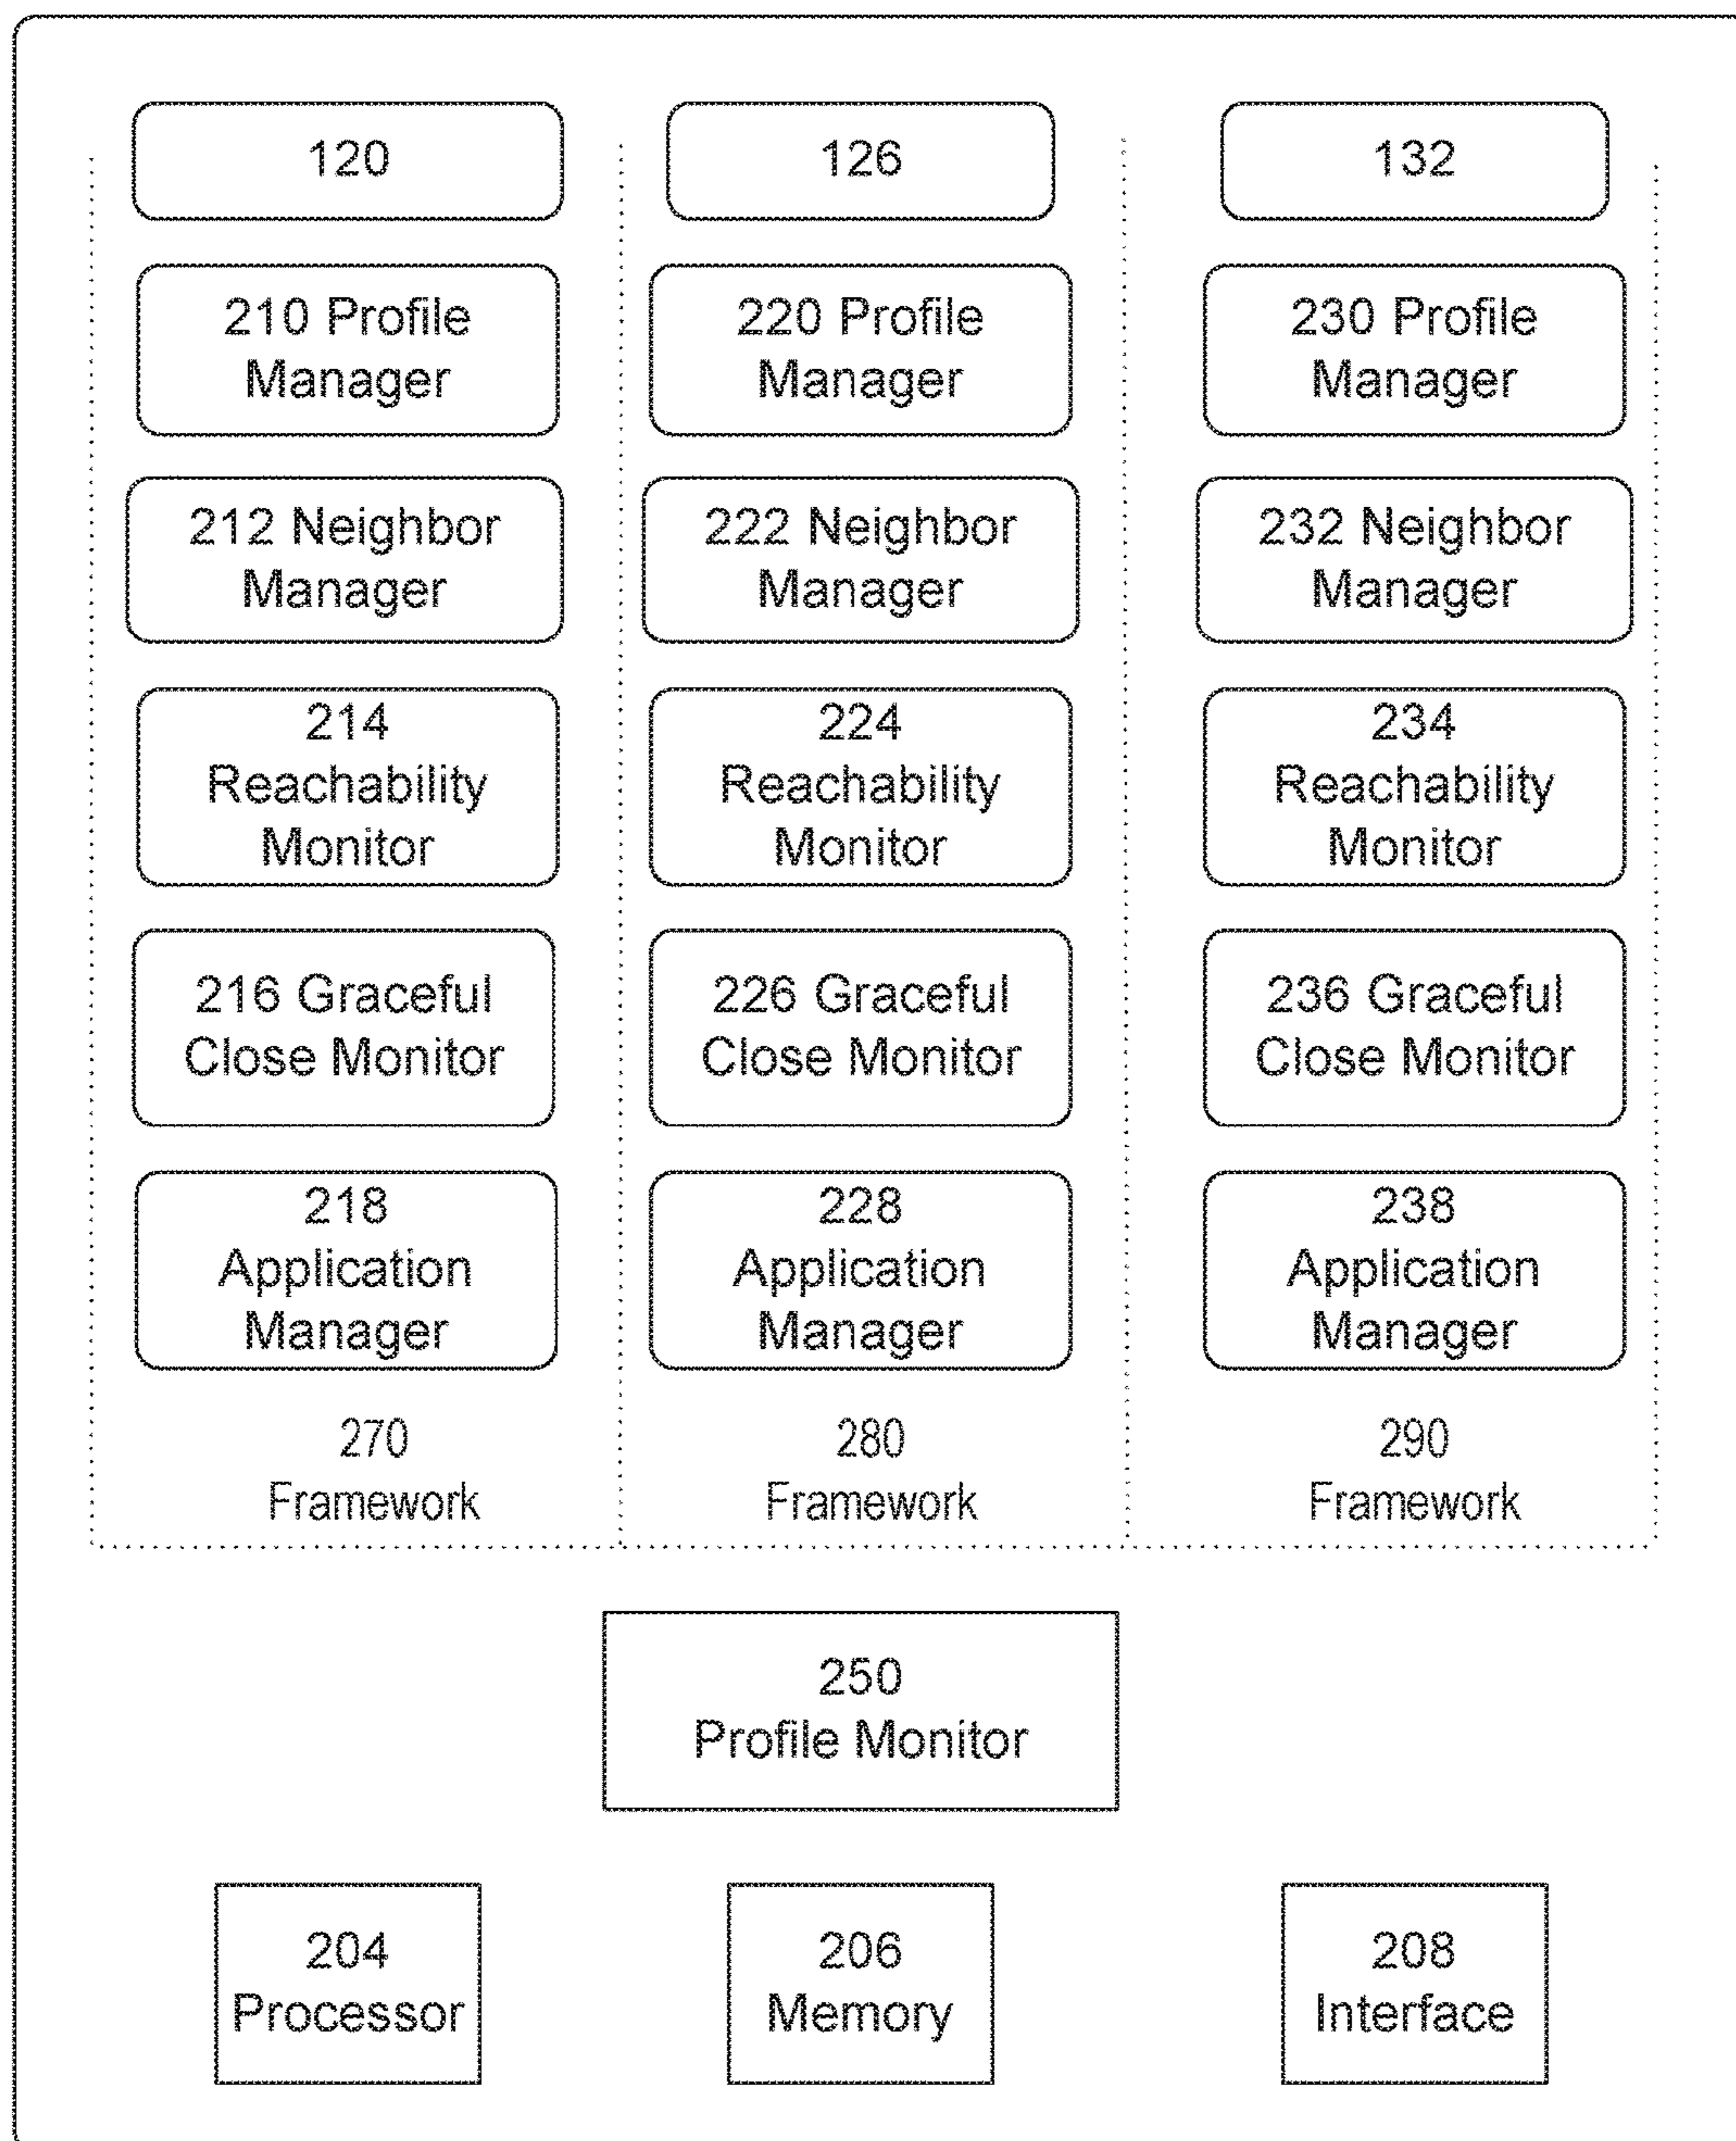 120
126
132
210 Profile
Manager
220 Profile
Manager
230 Profile
Manager
212 Neighbor
Manager
222 Neighbor
Manager
232 Neighbor
Manager
214
Reachability
Monitor
224
Reachability
Monitor
234
Reachability
Monitor
216 Graceful
Close Monitor
226 Graceful
Close Monitor
236 Graceful
Close Monitor
218
Application
Manager
228
Application
Manager
238
Application
Manager
270
Framework
280
Framework
290
Framework
250
Profile Monitor
204
Processor
206
Memory
208
Interface